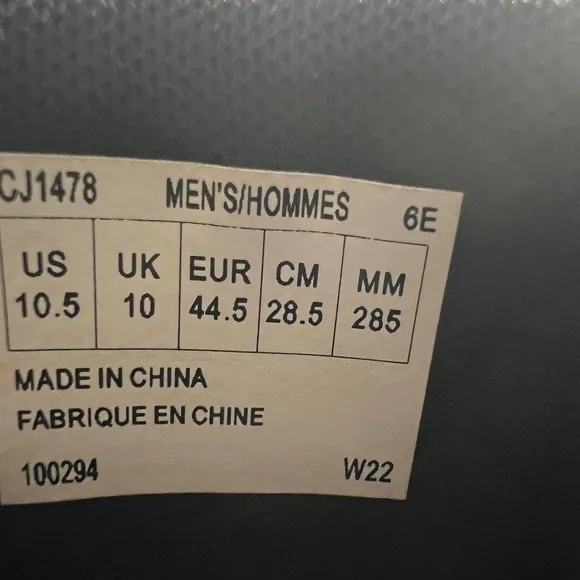 CJ1478 MEN'S/HOMMES 6E
US UK EUR CM MM
10.5 10 44.5 28.5 285
MADE IN CHINA
FABRIQUE EN CHINE
100294 W22